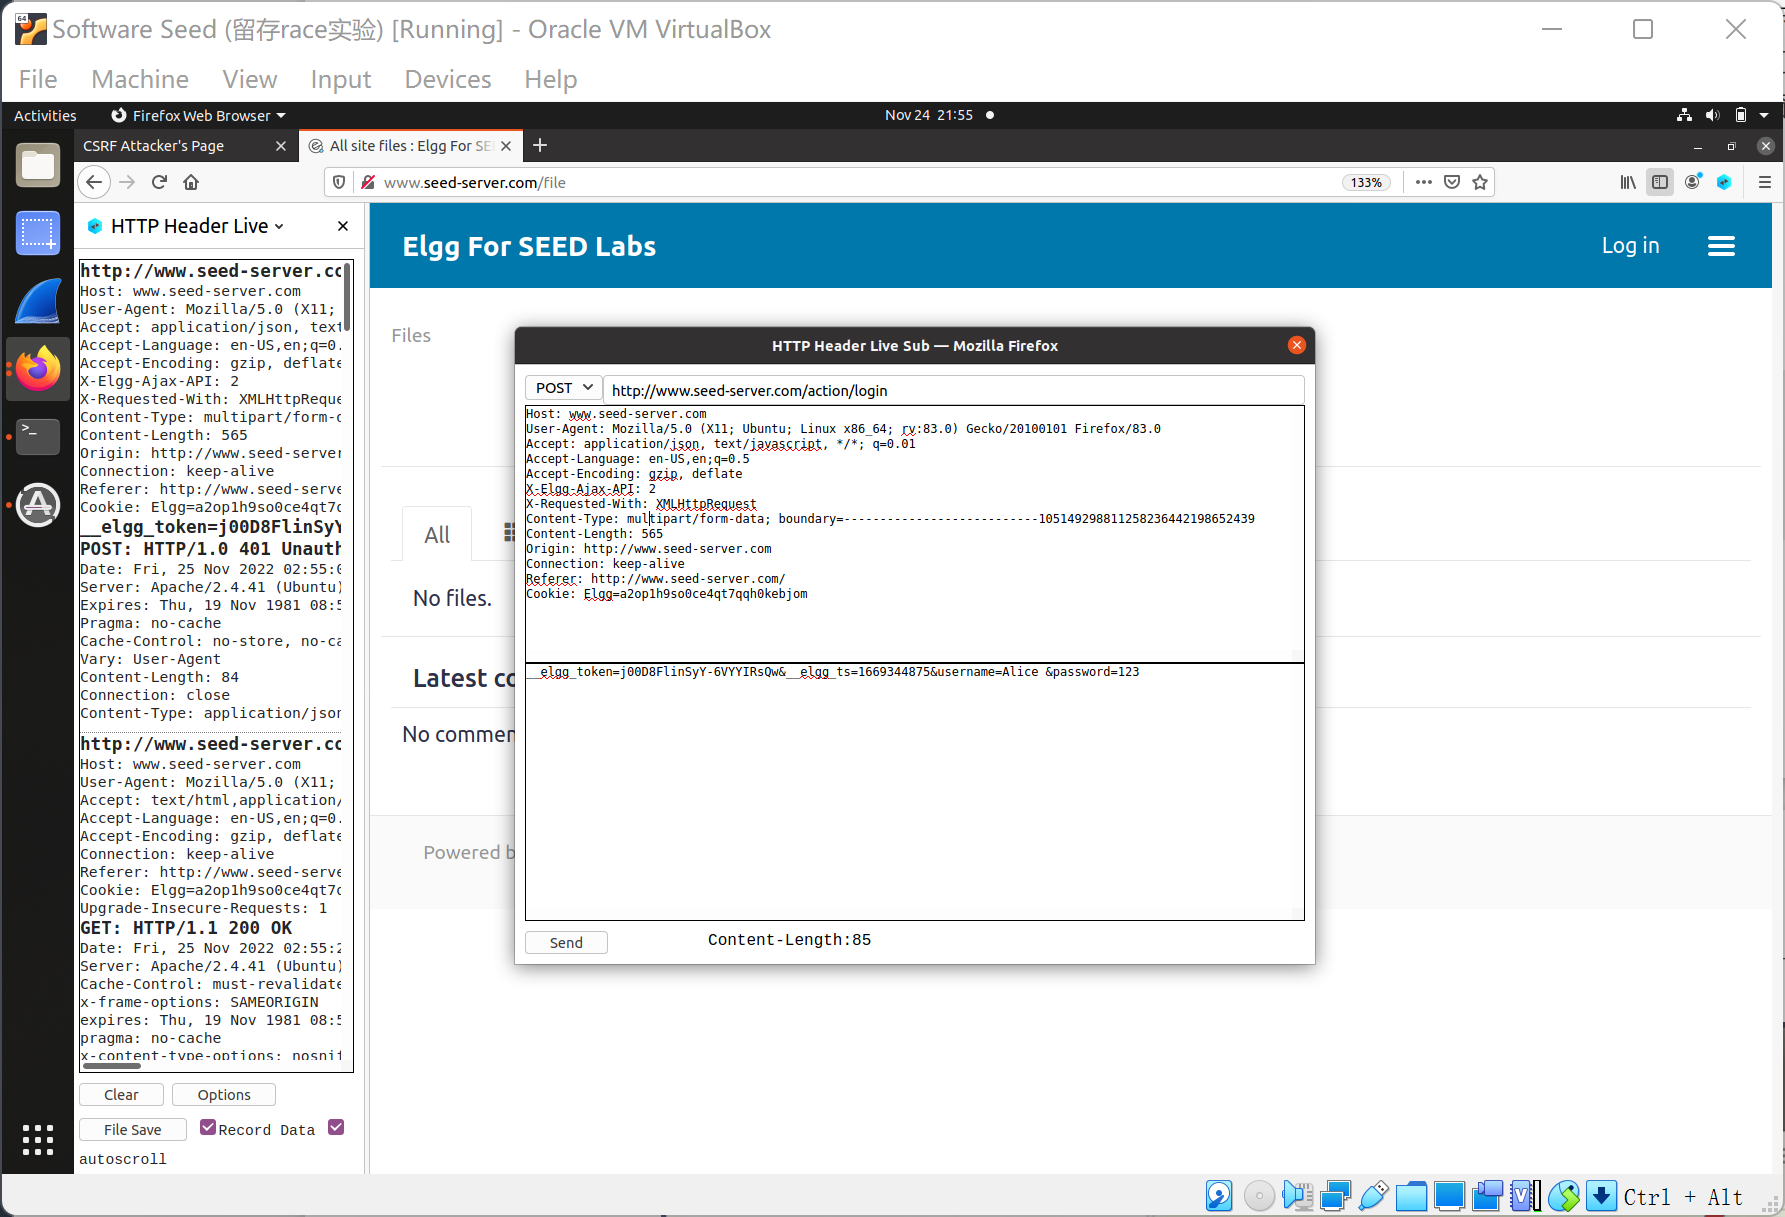 Software Seed (留存race实验) [Running] - Oracle VM VirtualBox
File Machine View Input Devices Help
Activities Firefox Web Browser Nov 24 21:55
CSRF Attacker's Page All site files : Elgg For SEE
www.seed-server.com/file 133%
HTTP Header Live
http://www.seed-server.co
Host: www.seed-server.com
User-Agent: Mozilla/5.0 (X11;
Accept: application/json, text
Accept-Language: en-US,en;q=0.
Accept-Encoding: gzip, deflate
X-Elgg-Ajax-API: 2
X-Requested-With: XMLHttpReque
Content-Type: multipart/form-d
Content-Length: 565
Origin: http://www.seed-server
Connection: keep-alive
Referer: http://www.seed-serve
Cookie: Elgg=a2op1h9so0ce4qt7q
__elgg_token=j00D8FlinSyY
POST: HTTP/1.0 401 Unauth
Date: Fri, 25 Nov 2022 02:55:0
Server: Apache/2.4.41 (Ubuntu)
Expires: Thu, 19 Nov 1981 08:5
Pragma: no-cache
Cache-Control: no-store, no-ca
Vary: User-Agent
Content-Length: 84
Connection: close
Content-Type: application/json
http://www.seed-server.co
Host: www.seed-server.com
User-Agent: Mozilla/5.0 (X11;
Accept: text/html,application/
Accept-Language: en-US,en;q=0.
Accept-Encoding: gzip, deflate
Connection: keep-alive
Referer: http://www.seed-serve
Cookie: Elgg=a2op1h9so0ce4qt7q
Upgrade-Insecure-Requests: 1
GET: HTTP/1.1 200 OK
Date: Fri, 25 Nov 2022 02:55:2
Server: Apache/2.4.41 (Ubuntu)
Cache-Control: must-revalidate
x-frame-options: SAMEORIGIN
expires: Thu, 19 Nov 1981 08:5
pragma: no-cache
x-content-type-options: nosnif
Clear Options
File Save Record Data
autoscroll
Elgg For SEED Labs Log in
Files
All
No files.
Latest co
No commen
Powered b
HTTP Header Live Sub — Mozilla Firefox
POST http://www.seed-server.com/action/login
Host: www.seed-server.com
User-Agent: Mozilla/5.0 (X11; Ubuntu; Linux x86_64; rv:83.0) Gecko/20100101 Firefox/83.0
Accept: application/json, text/javascript, */*; q=0.01
Accept-Language: en-US,en;q=0.5
Accept-Encoding: gzip, deflate
X-Elgg-Ajax-API: 2
X-Requested-With: XMLHttpRequest
Content-Type: multipart/form-data; boundary=---------------------------105149298811258236442198652439
Content-Length: 565
Origin: http://www.seed-server.com
Connection: keep-alive
Referer: http://www.seed-server.com/
Cookie: Elgg=a2op1h9so0ce4qt7qqh0kebjom
__elgg_token=j00D8FlinSyY-6VYYIRsQw&__elgg_ts=1669344875&username=Alice &password=123
Send Content-Length:85
Ctrl + Alt